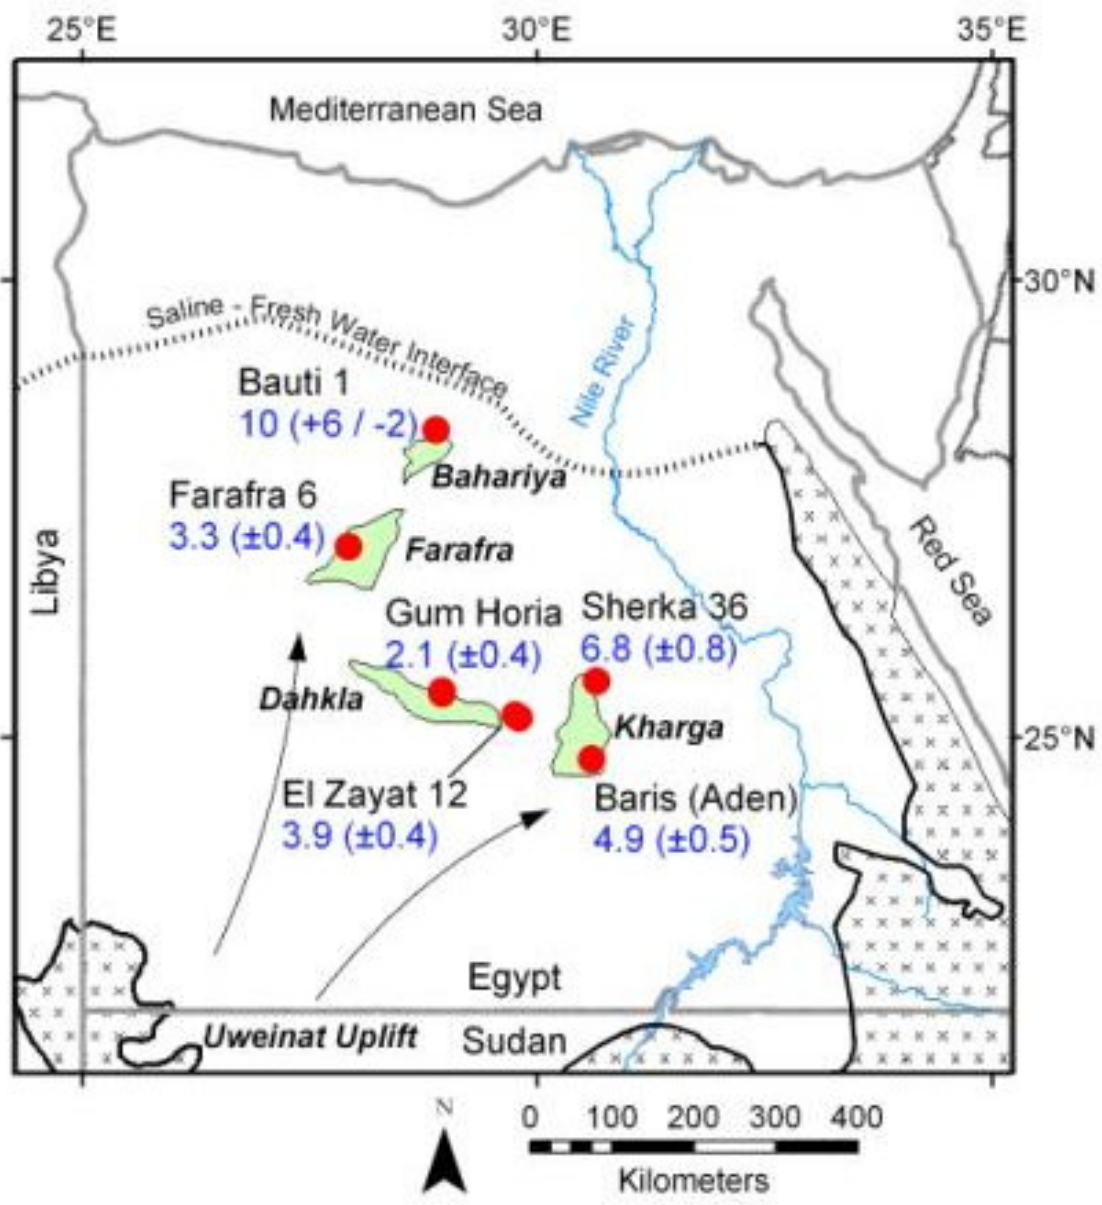 25°E 30°E 35°E
Mediterranean Sea
30°N
Saline - Fresh Water Interface
Nile River
Bauti 1
10 (+6 / -2)
Bahariya
Farafra 6
3.3 (±0.4)
Farafra
Libya
Red Sea
Gum Horia
2.1 (±0.4)
Sherka 36
6.8 (±0.8)
Dahkla
Kharga
25°N
El Zayat 12
3.9 (±0.4)
Baris (Aden)
4.9 (±0.5)
Egypt
Uweinat Uplift
Sudan
N
0 100 200 300 400
Kilometers